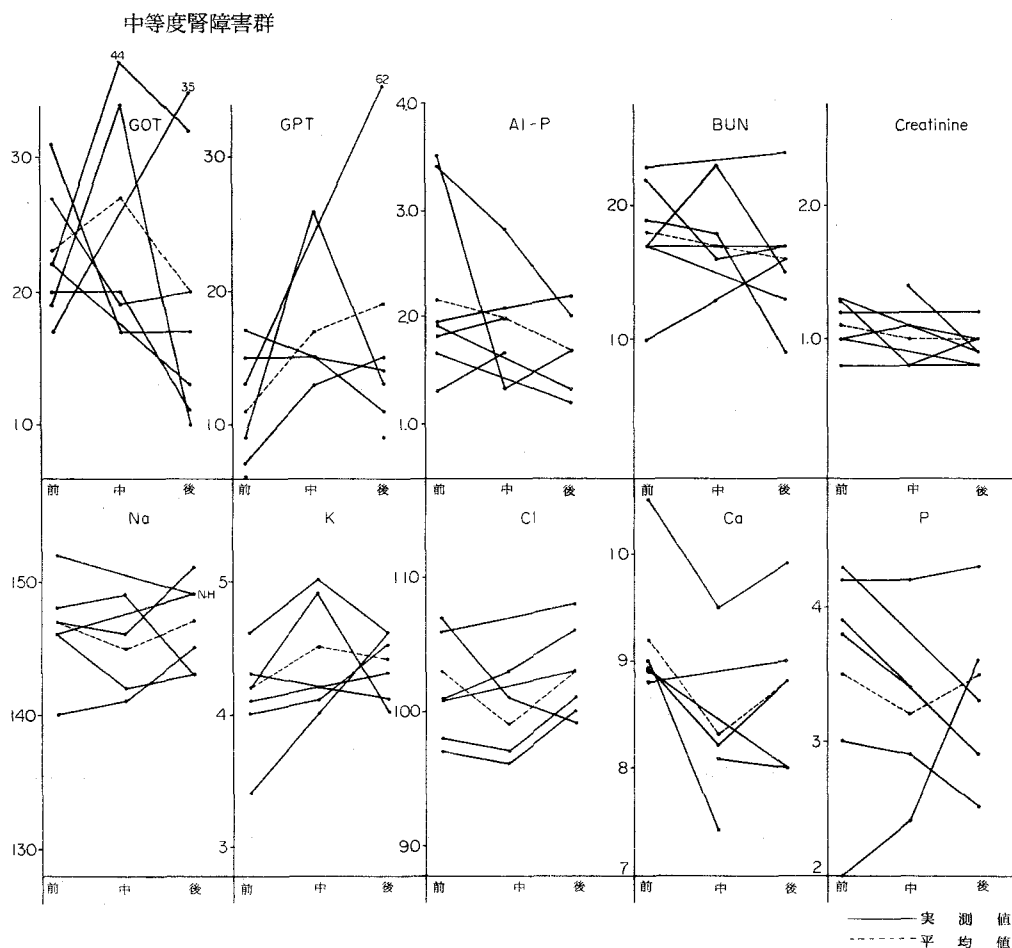 中等度腎障害群
44
35
62
GOT
GPT
Al-P
BUN
Creatinine
30
20
10
30
20
10
4.0
3.0
2.0
1.0
20
10
2.0
1.0
前 中 後 前 中 後 前 中 後 前 中 後 前 中 後
Na
K
Cl
Ca
P
150
140
130
NH
5
4
3
110
100
90
10
9
8
7
4
3
2
前 中 後 前 中 後 前 中 後 前 中 後 前 中 後
実測値
平均値